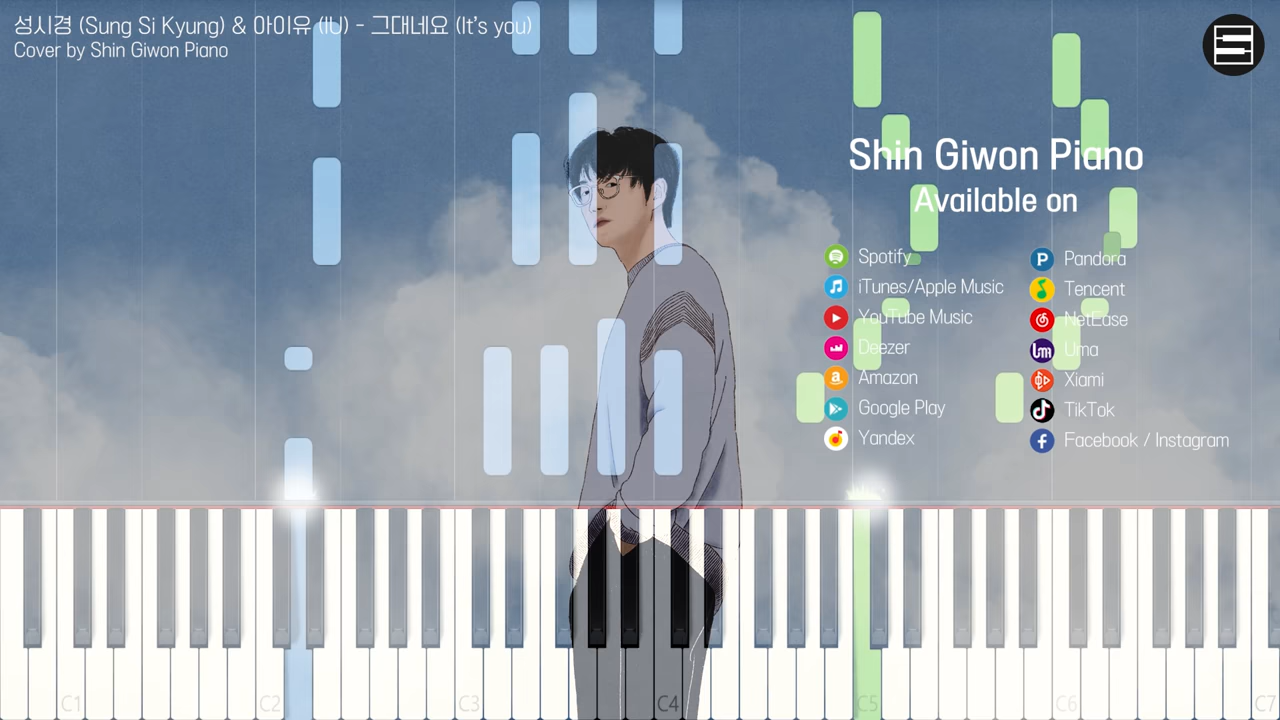 성시경 (Sung Si Kyung) & 아이유 (IU) - 그대네요 (It's you)
Cover by Shin Giwon Piano
Shin Giwon Piano
Available on
Spotify
iTunes/Apple Music
YouTube Music
Deezer
Amazon
Google Play
Yandex
Pandora
Tencent
NetEase
Uma
Xiami
TikTok
Facebook / Instagram
C1
C2
C3
C4
C5
C6
C7